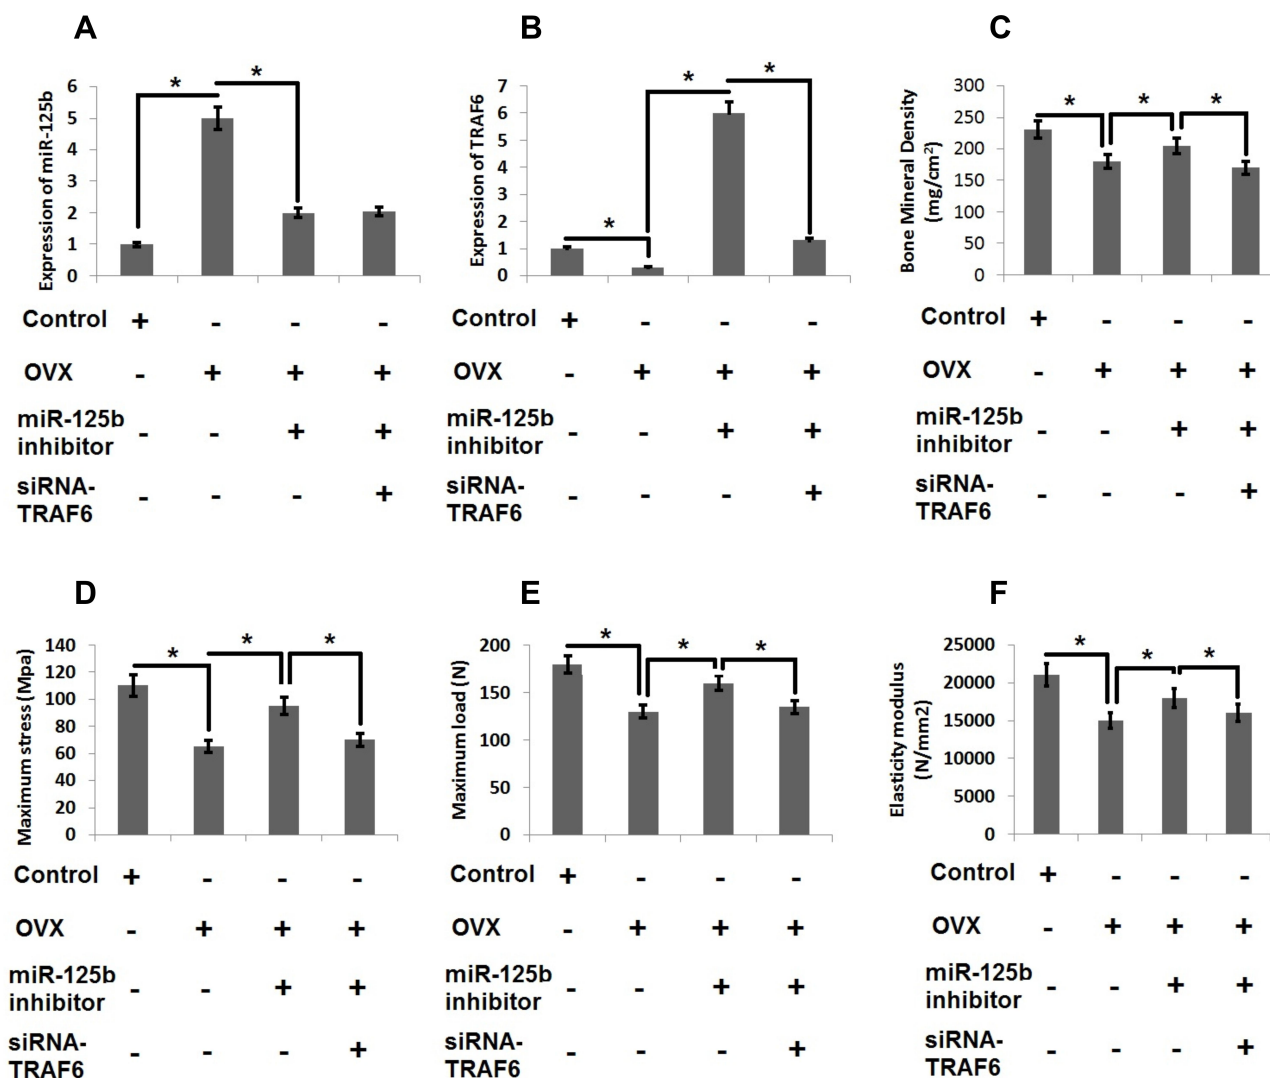 A
B
C
Expression of miR-125b
6
5
4
3
2
1
0
* *
Expression of TRAF6
7
6
5
4
3
2
1
0
* * *
Bone Mineral Density
(mg/cm²)
300
250
200
150
100
50
0
* * *
Control + - - -
OVX - + + +
miR-125b
inhibitor - - + +
siRNA-
TRAF6 - - - +
Control + - - -
OVX - + + +
miR-125b
inhibitor - - + +
siRNA-
TRAF6 - - - +
Control + - - -
OVX - + + +
miR-125b
inhibitor - - + +
siRNA-
TRAF6 - - - +
D
E
F
Maximum stress (Mpa)
140
120
100
80
60
40
20
0
* * *
Maximum load (N)
200
150
100
50
0
* * *
Elasticity modulus
(N/mm2)
25000
20000
15000
10000
5000
0
* * *
Control + - - -
OVX - + + +
miR-125b
inhibitor - - + +
siRNA-
TRAF6 - - - +
Control + - - -
OVX - + + +
miR-125b
inhibitor - - + +
siRNA-
TRAF6 - - - +
Control + - - -
OVX - + + +
miR-125b
inhibitor - - + +
siRNA-
TRAF6 - - - +